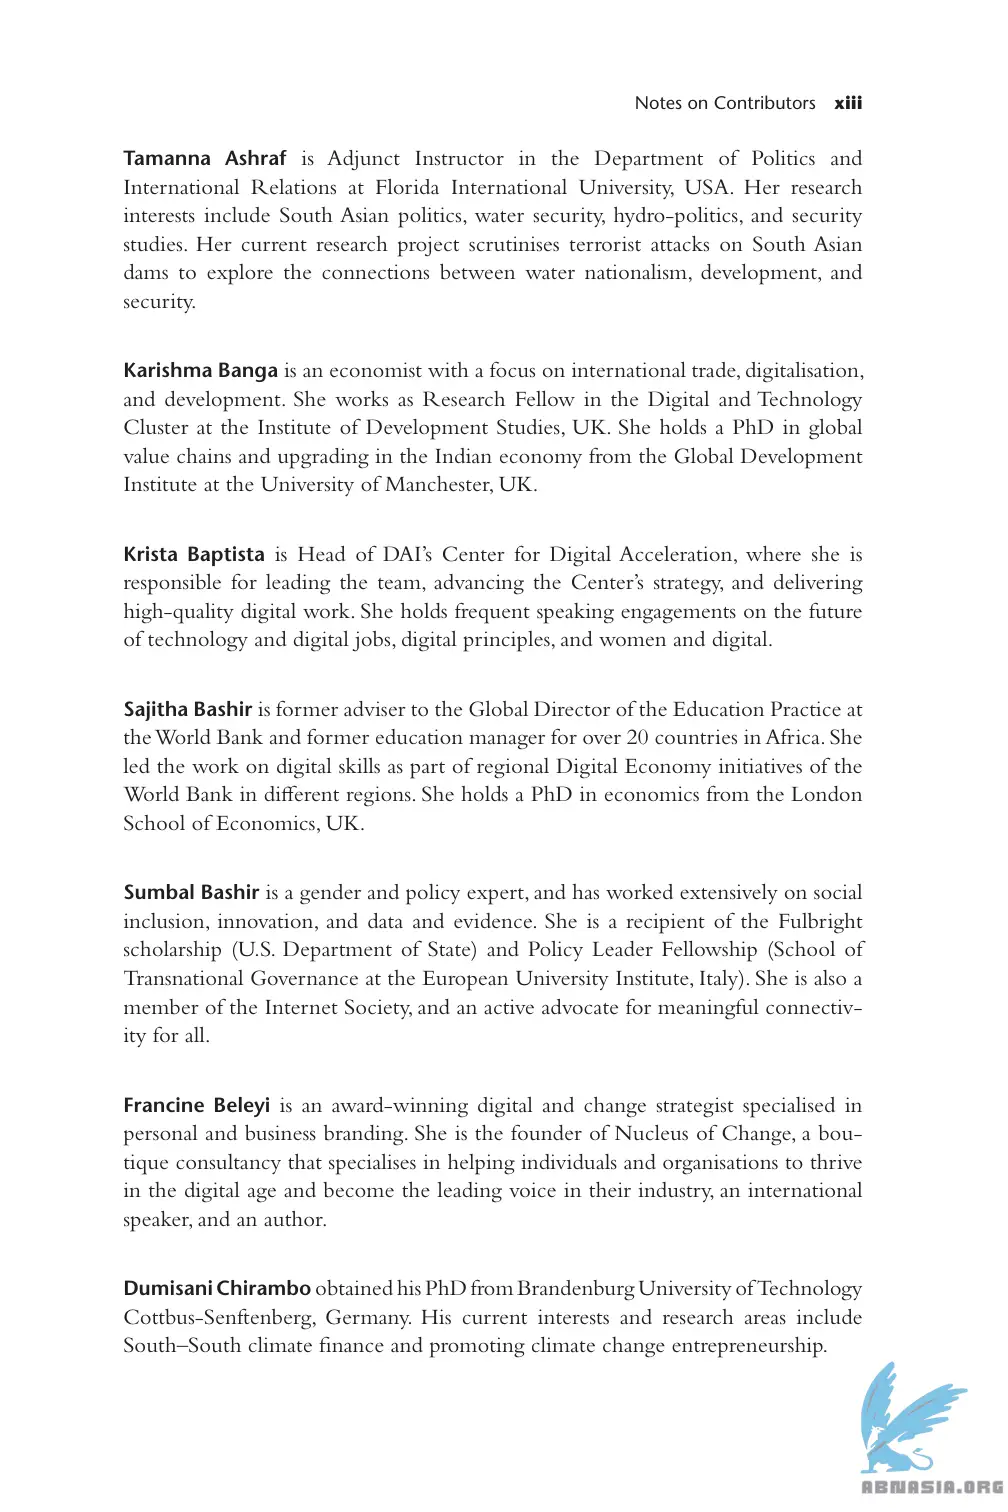 Notes on Contributors xiii
Tamanna Ashraf is Adjunct Instructor in the Department of Politics and
International Relations at Florida International University, USA. Her research
interests include South Asian politics, water security, hydro-politics, and security
studies. Her current research project scrutinises terrorist attacks on South Asian
dams to explore the connections between water nationalism, development, and
security.
Karishma Banga is an economist with a focus on international trade, digitalisation,
and development. She works as Research Fellow in the Digital and Technology
Cluster at the Institute of Development Studies, UK. She holds a PhD in global
value chains and upgrading in the Indian economy from the Global Development
Institute at the University of Manchester, UK.
Krista Baptista is Head of DAI’s Center for Digital Acceleration, where she is
responsible for leading the team, advancing the Center’s strategy, and delivering
high-quality digital work. She holds frequent speaking engagements on the future
of technology and digital jobs, digital principles, and women and digital.
Sajitha Bashir is former adviser to the Global Director of the Education Practice at
the World Bank and former education manager for over 20 countries in Africa. She
led the work on digital skills as part of regional Digital Economy initiatives of the
World Bank in different regions. She holds a PhD in economics from the London
School of Economics, UK.
Sumbal Bashir is a gender and policy expert, and has worked extensively on social
inclusion, innovation, and data and evidence. She is a recipient of the Fulbright
scholarship (U.S. Department of State) and Policy Leader Fellowship (School of
Transnational Governance at the European University Institute, Italy). She is also a
member of the Internet Society, and an active advocate for meaningful connectiv-
ity for all.
Francine Beleyi is an award-winning digital and change strategist specialised in
personal and business branding. She is the founder of Nucleus of Change, a bou-
tique consultancy that specialises in helping individuals and organisations to thrive
in the digital age and become the leading voice in their industry, an international
speaker, and an author.
Dumisani Chirambo obtained his PhD from Brandenburg University of Technology
Cottbus-Senftenberg, Germany. His current interests and research areas include
South–South climate finance and promoting climate change entrepreneurship.
ABNASIA.ORG